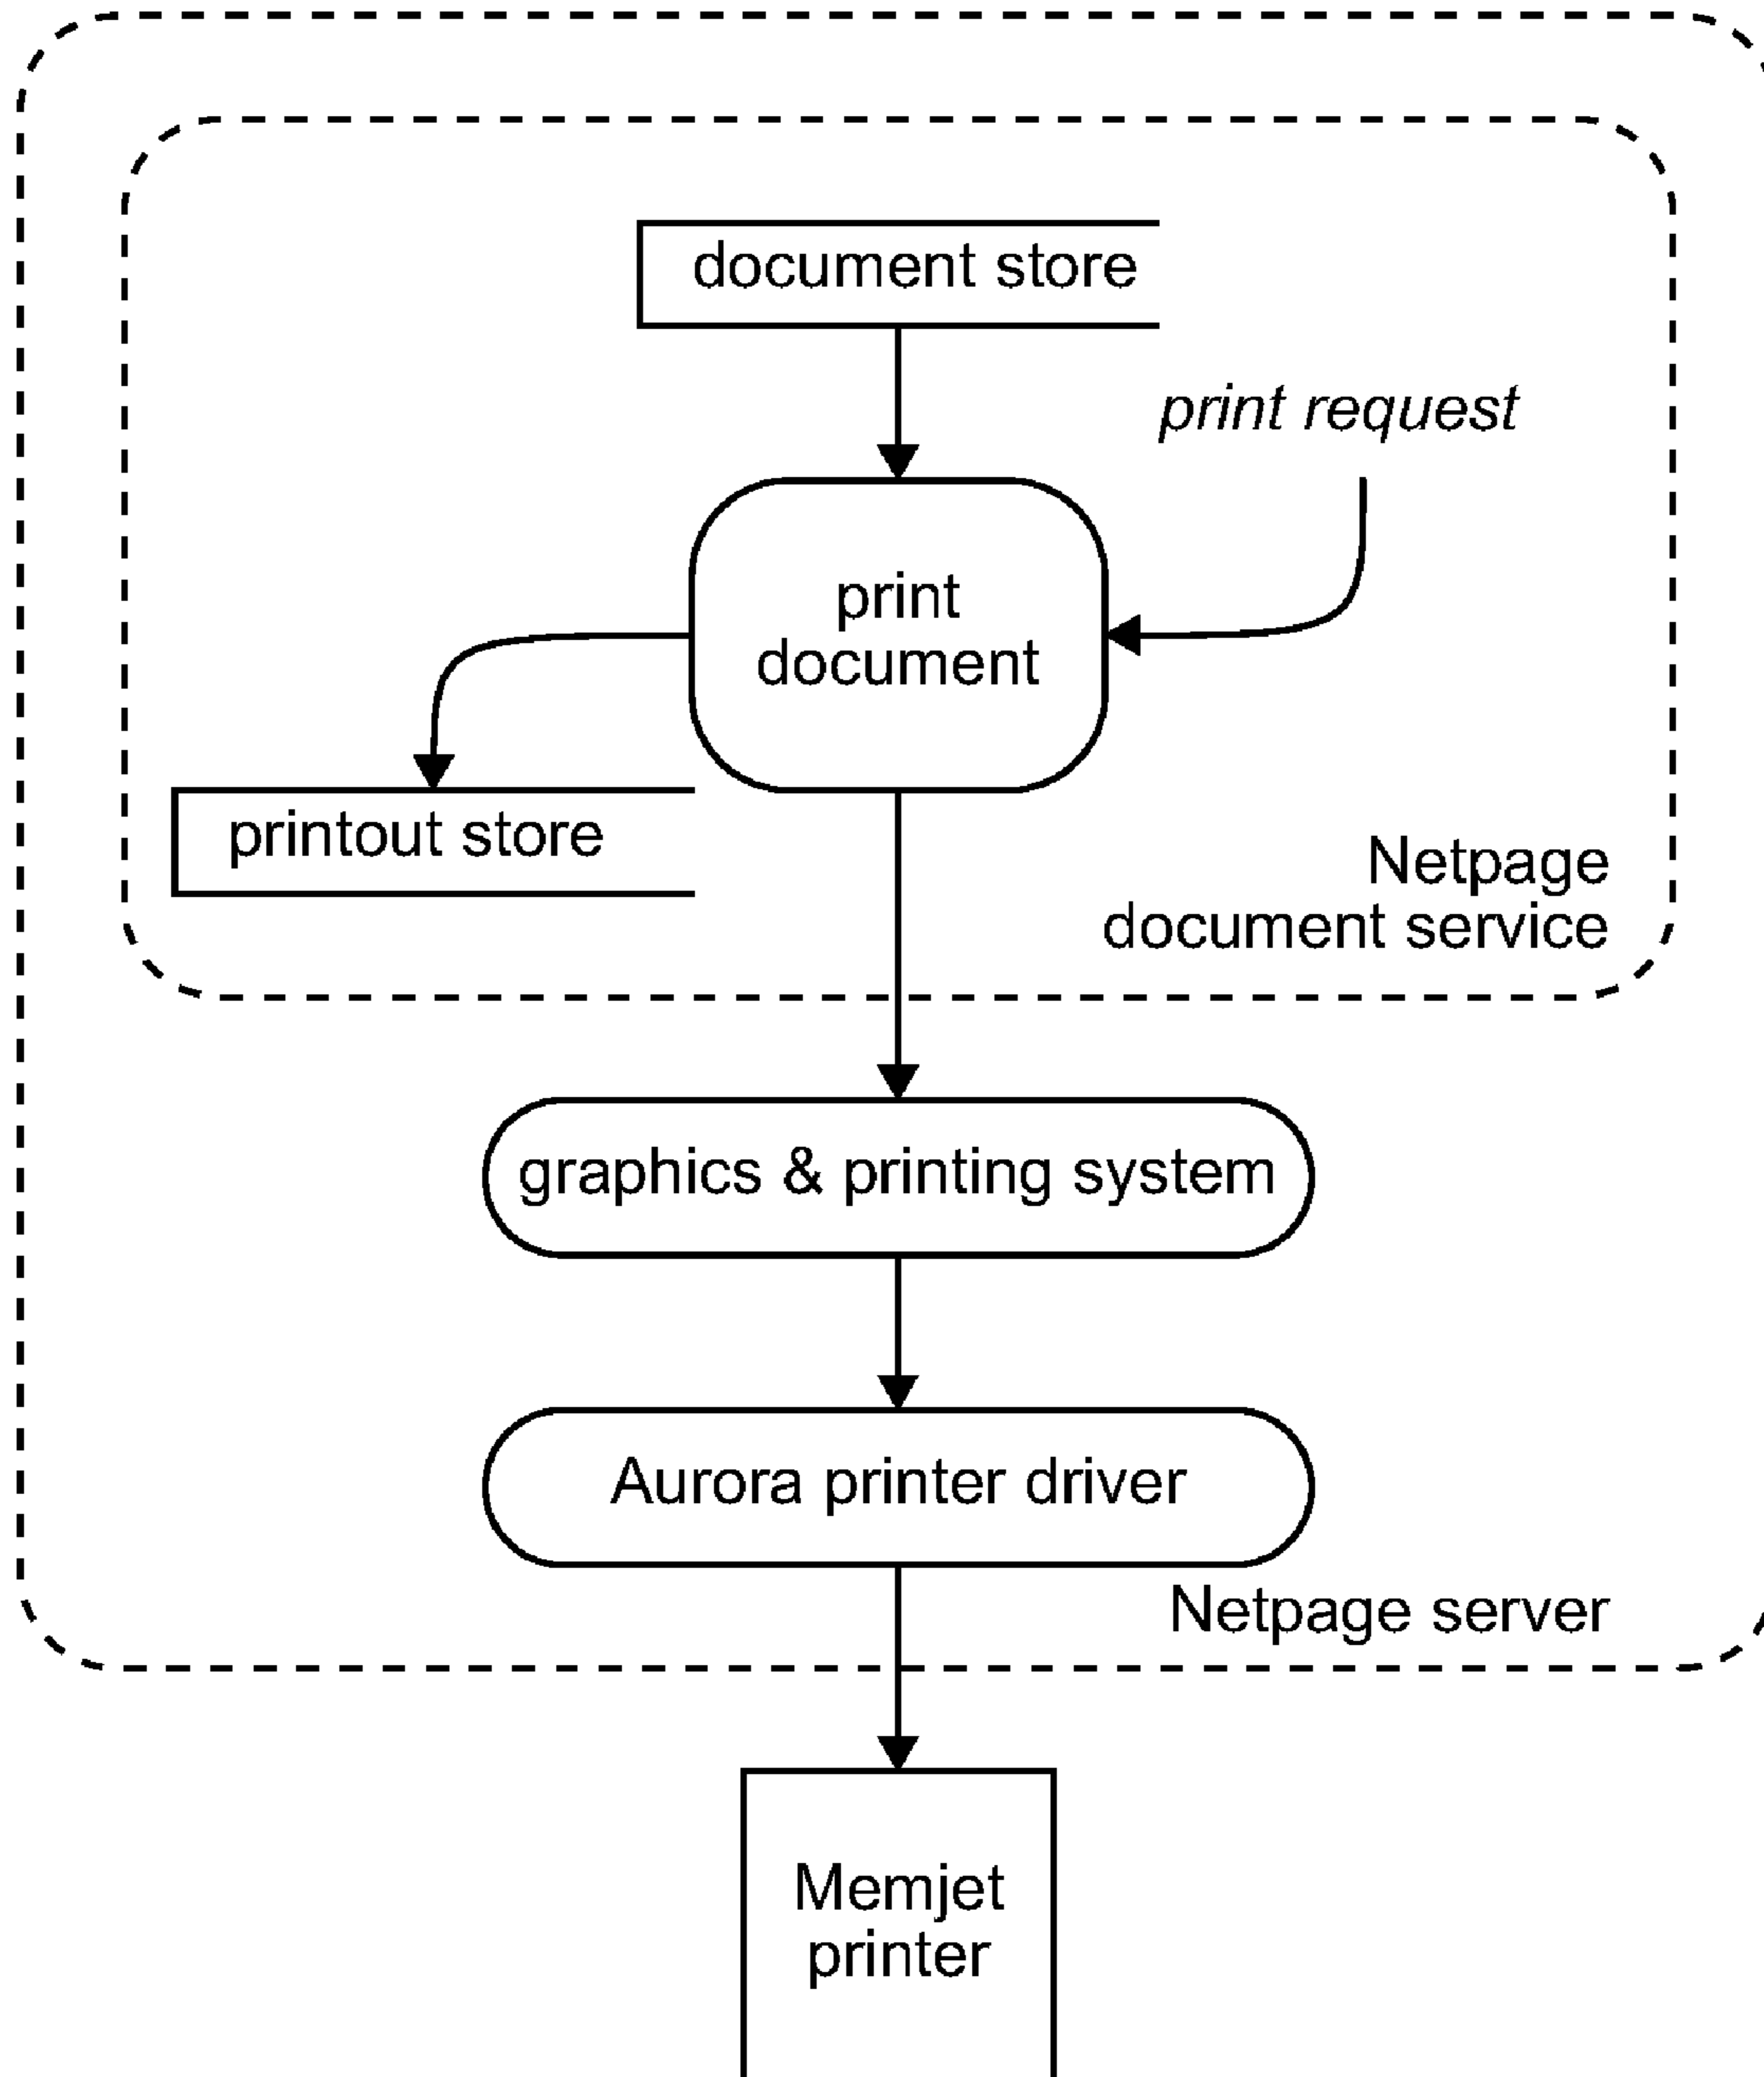 document store
print request
print
document
printout store
Netpage
document service
graphics & printing system
Aurora printer driver
Netpage server
Memjet
printer